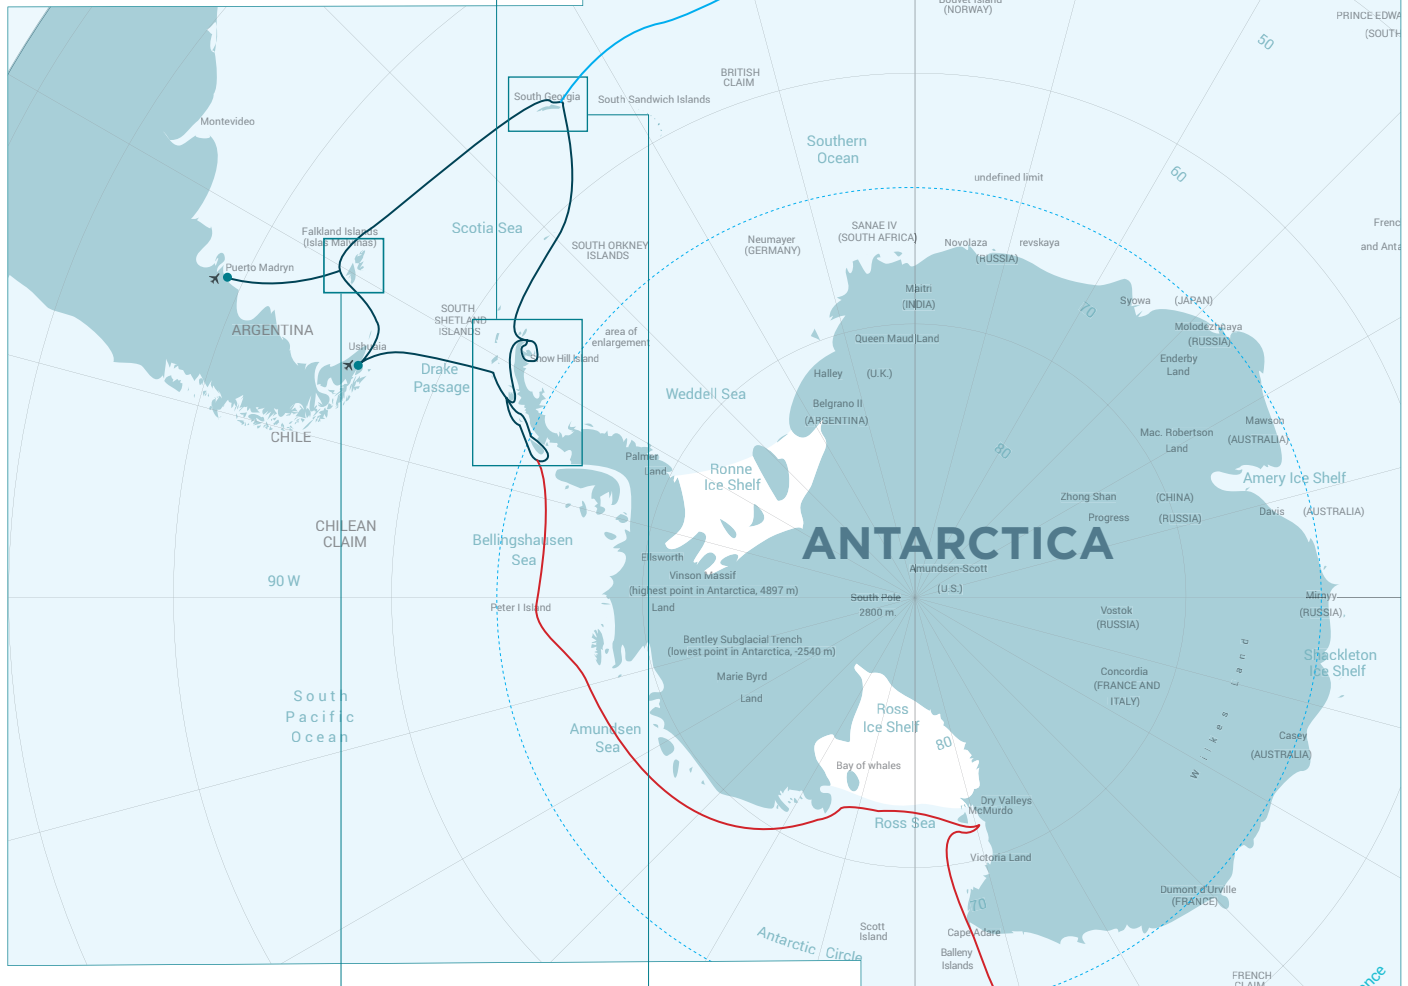 Bouvet Island
(NORWAY)
PRINCE EDWA
(SOUTH
50
BRITISH
CLAIM
South Georgia
South Sandwich Islands
Montevideo
Southern
Ocean
60
undefined limit
Frenc
and Anta
Falkland Islands
(Islas Malvinas)
Scotia Sea
SOUTH ORKNEY
ISLANDS
Neumayer
(GERMANY)
SANAE IV
(SOUTH AFRICA)
Novolaza
revskaya
(RUSSIA)
Puerto Madryn
Maitri
(INDIA)
70
Syowa
(JAPAN)
Molodezhnaya
(RUSSIA)
ARGENTINA
SOUTH
SHETLAND
ISLANDS
area of
enlargement
Queen Maud Land
Ushuaia
Snow Hill Island
Drake
Passage
Halley
(U.K.)
Enderby
Land
Weddell Sea
Belgrano II
(ARGENTINA)
Mawson
(AUSTRALIA)
CHILE
Mac. Robertson
Land
80
Palmer
Land
Ronne
Ice Shelf
Amery Ice Shelf
Zhong Shan
(CHINA)
Progress
(RUSSIA)
Davis
(AUSTRALIA)
CHILEAN
CLAIM
ANTARCTICA
Bellingshausen
Sea
Ellsworth
Land
Vinson Massif
(highest point in Antarctica, 4897 m)
Amundsen-Scott
(U.S.)
90 W
Peter I Island
South Pole
2800 m.
Vostok
(RUSSIA)
Mirnyy
(RUSSIA),
Bentley Subglacial Trench
(lowest point in Antarctica, -2540 m)
Marie Byrd
Land
Concordia
(FRANCE AND
ITALY)
Shackleton
Ice Shelf
Wilkes Land
South
Pacific
Ocean
Amundsen
Sea
Ross
Ice Shelf
80
Casey
(AUSTRALIA)
Bay of whales
Dry Valleys
McMurdo
Ross Sea
Victoria Land
70
Dumont d'Urville
(FRANCE)
Scott
Island
Cape Adare
Antarctic Circle
Balleny
Islands
FRENCH
CLAIM
nce